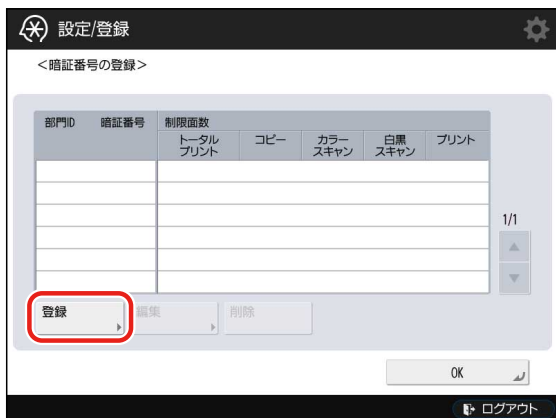 設定/登録
<暗証番号の登録>
部門ID 暗証番号 制限面数
トータル
プリント コピー カラー
スキャン 白黒
スキャン プリント
1/1
登録 編集 削除
OK
ログアウト